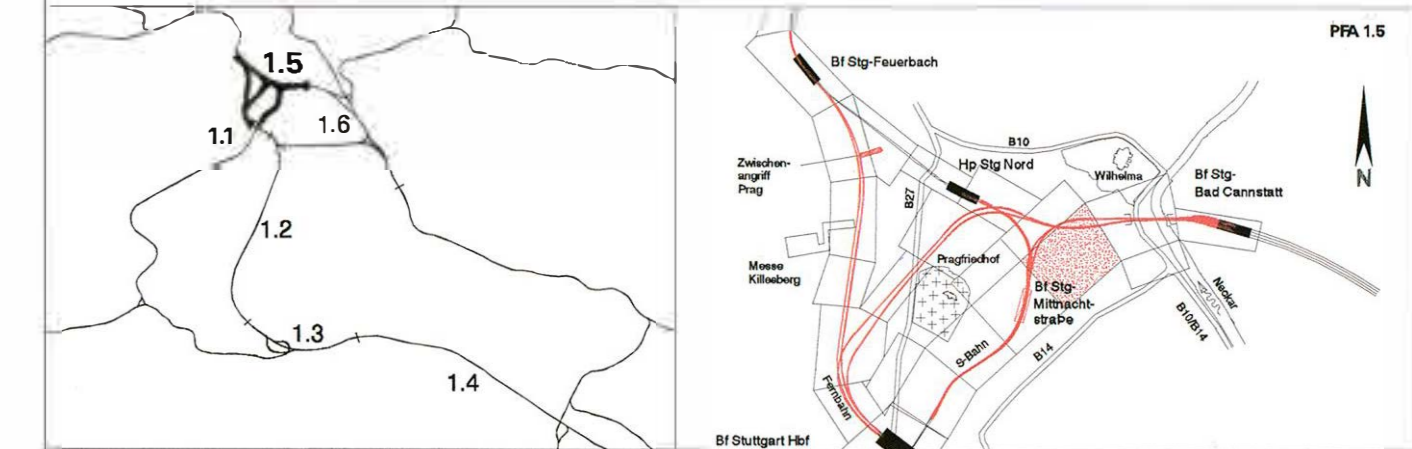 1.5
1.1
1.6
1.2
1.3
1.4
PFA 1.5
Bf Stg-Feuerbach
N
B10
Zwischen-
angriff
Prag
Hp Stg Nord
Wilhelma
Bf Stg-
Bad Cannstatt
B27
Messe
Killesberg
Pragfriedhof
Bf Stg-
Mittnacht-
straße
Neckar
B10/B14
S-Bahn
B14
Fernbahn
Bf Stuttgart Hbf